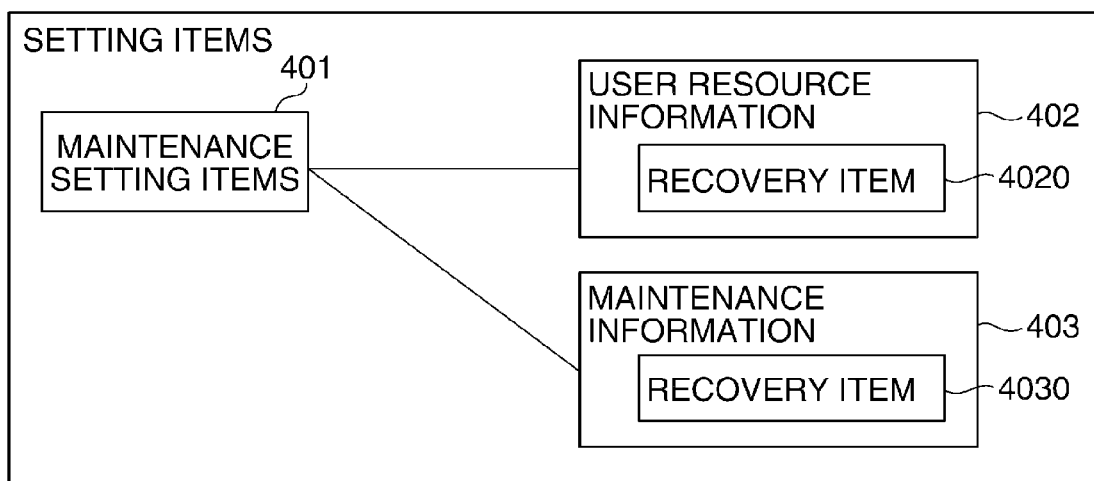 SETTING ITEMS
401
MAINTENANCE
SETTING ITEMS
USER RESOURCE
INFORMATION
402
RECOVERY ITEM
4020
MAINTENANCE
INFORMATION
403
RECOVERY ITEM
4030